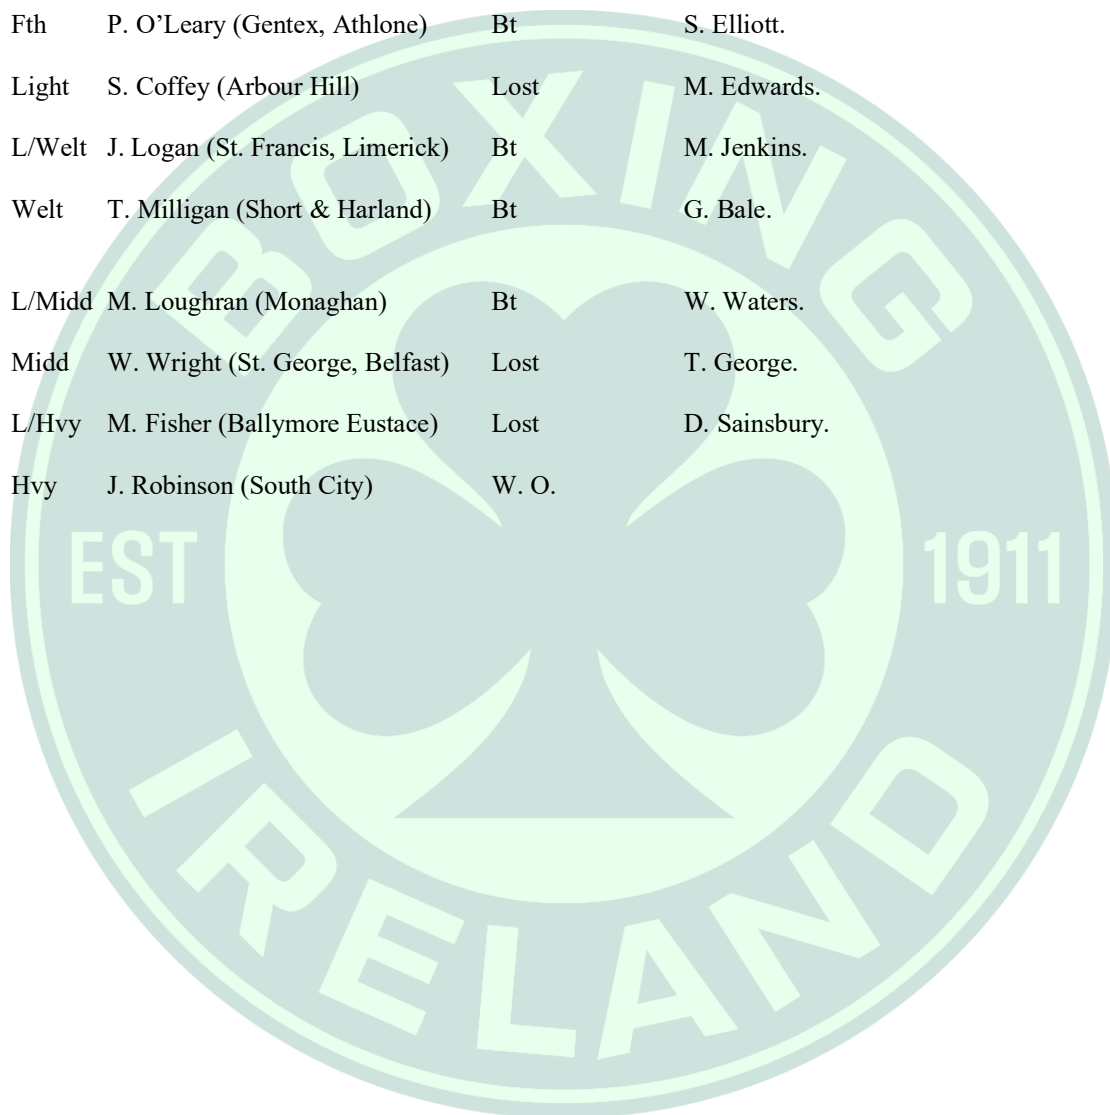 Fth P. O’Leary (Gentex, Athlone) Bt S. Elliott.
Light S. Coffey (Arbour Hill) Lost M. Edwards.
L/Welt J. Logan (St. Francis, Limerick) Bt M. Jenkins.
Welt T. Milligan (Short & Harland) Bt G. Bale.
L/Midd M. Loughran (Monaghan) Bt W. Waters.
Midd W. Wright (St. George, Belfast) Lost T. George.
L/Hvy M. Fisher (Ballymore Eustace) Lost D. Sainsbury.
Hvy J. Robinson (South City) W. O.
BOXING
EST 1911
IRELAND